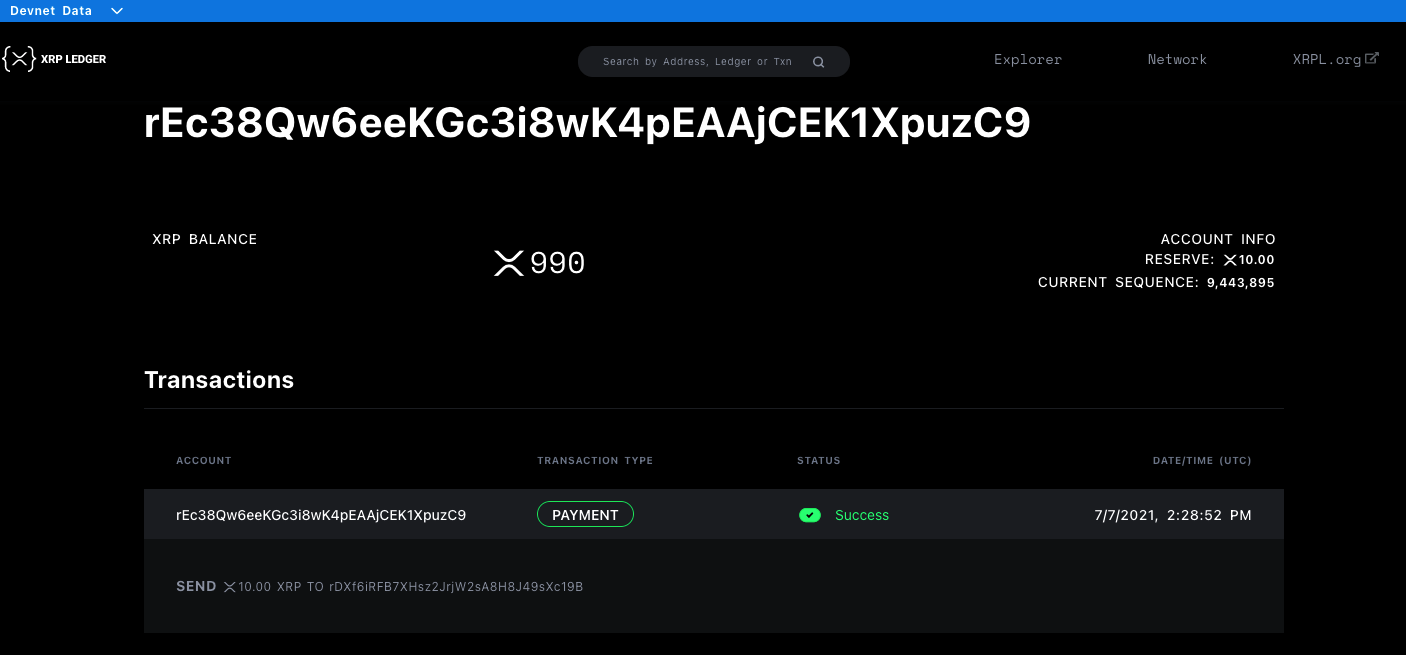 Devnet Data
XRP LEDGER
Search by Address, Ledger or Txn
Explorer
Network
XRPL.org
rEc38Qw6eeKGc3i8wK4pEAAjCEK1XpuzC9
XRP BALANCE
990
ACCOUNT INFO
RESERVE: 10.00
CURRENT SEQUENCE: 9,443,895
Transactions
ACCOUNT TRANSACTION TYPE STATUS DATE/TIME (UTC)
rEc38Qw6eeKGc3i8wK4pEAAjCEK1XpuzC9 PAYMENT Success 7/7/2021, 2:28:52 PM
SEND 10.00 XRP TO rDXf6iRFB7XHsz2JrjW2sA8H8J49sXc19B